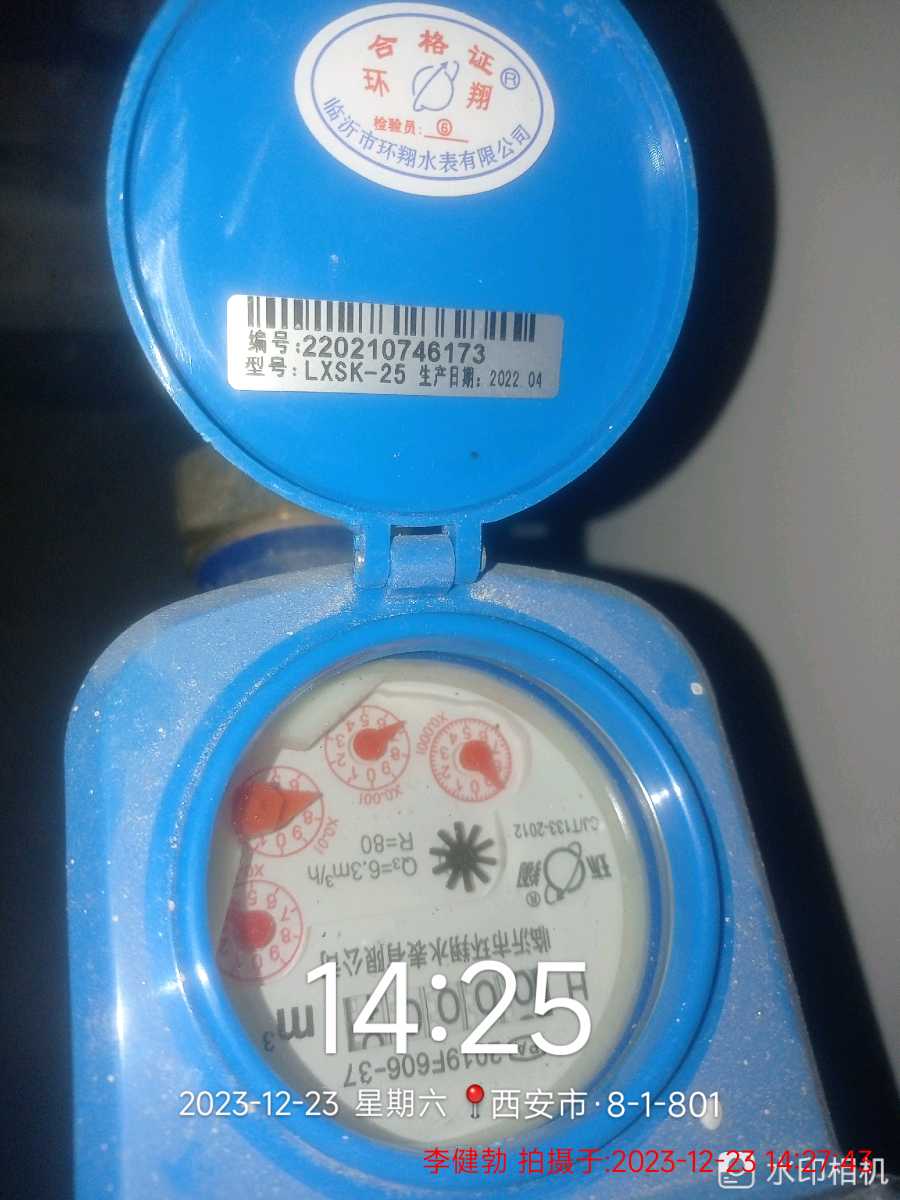 合格证
环 翔 ®
检验员: ⑥
临沂市环翔水表有限公司
编号:220210746173
型号:LXSK-25 生产日期: 2022.04
X0.0001
X0.001
X0.01
CJ/T133-2012
R=80
Q₃=6.3m³/h
环翔 ®
临沂市环翔水表有限公司
m³
2019F606-37
14:25
2023-12-23 星期六 📍西安市·8-1-801
李健勃 拍摄于:2023-12-23 14:27:43
水印相机